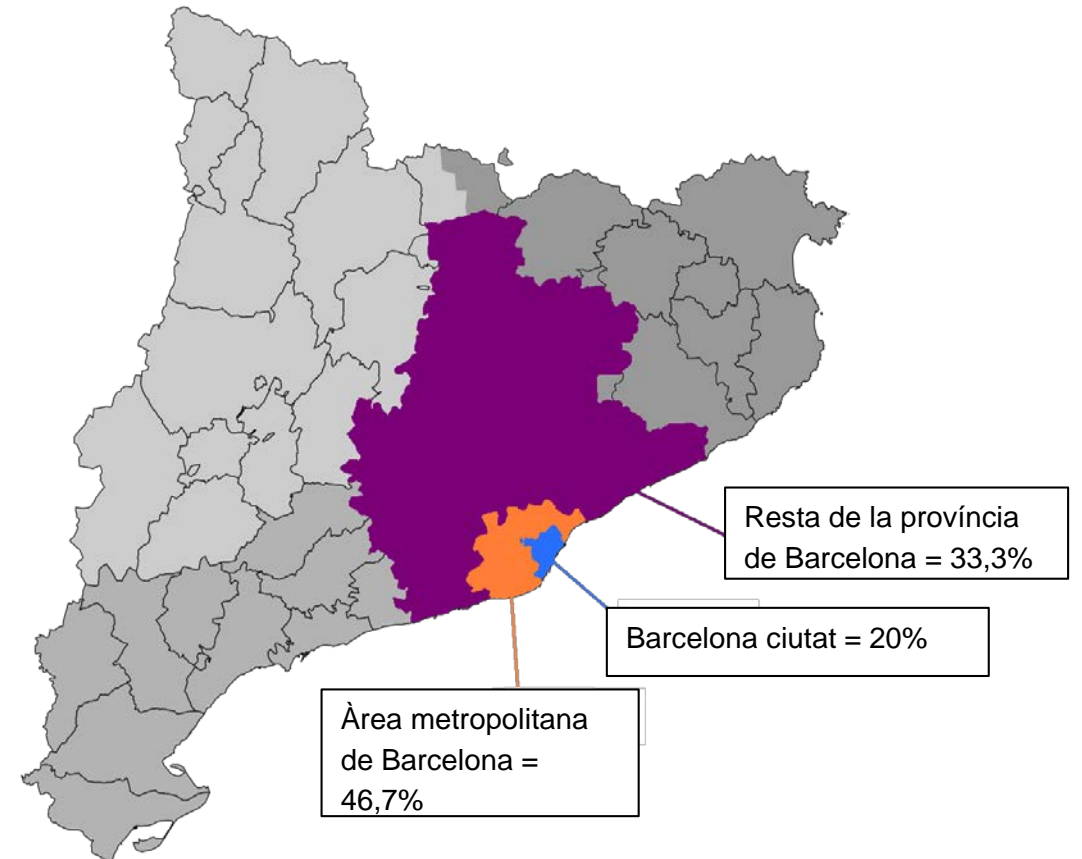 Resta de la província
de Barcelona = 33,3%
Barcelona ciutat = 20%
Àrea metropolitana
de Barcelona =
46,7%